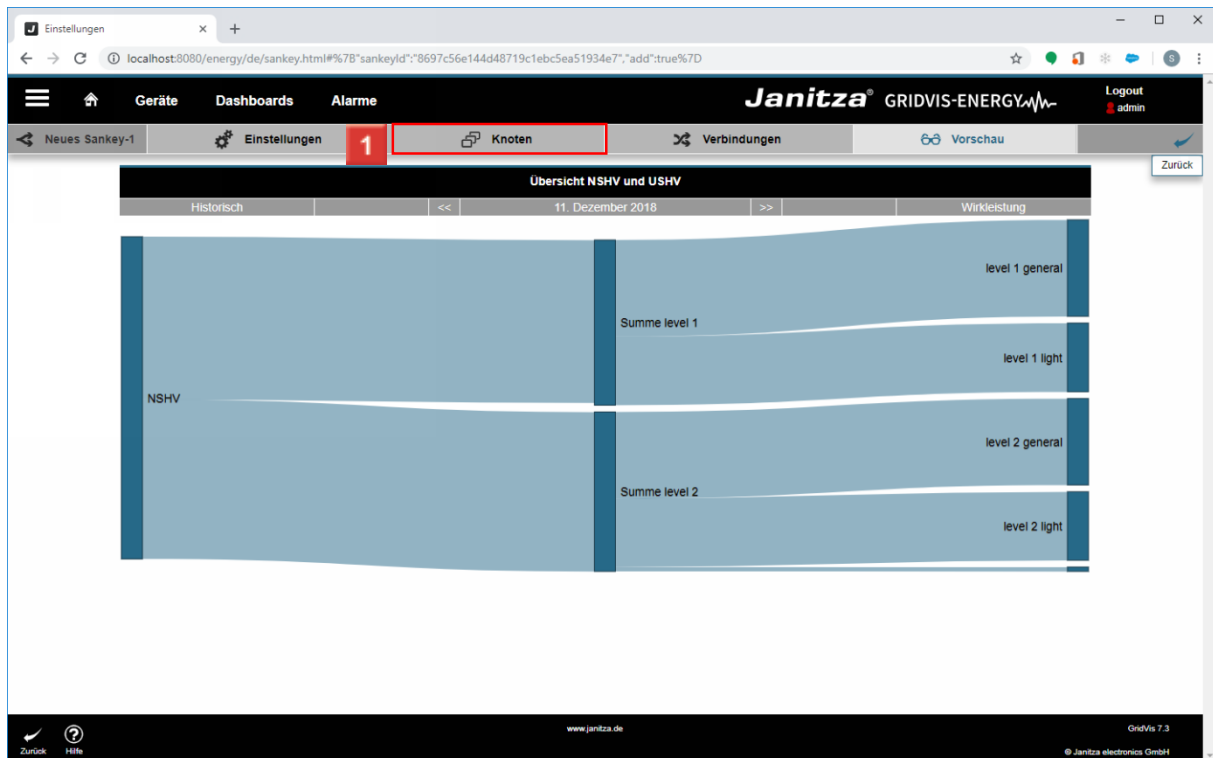 Einstellungen
localhost:8080/energy/de/sankey.html#%7B"sankeyId":"8697c56e144d48719c1ebc5ea51934e7","add":true%7D
S
Geräte Dashboards Alarme Janitza® GRIDVIS-ENERGY Logout
admin
Neues Sankey-1 Einstellungen 1 Knoten Verbindungen Vorschau
Zurück
Übersicht NSHV und USHV
Historisch << 11. Dezember 2018 >> Wirkleistung
level 1 general
Summe level 1
level 1 light
NSHV
level 2 general
Summe level 2
level 2 light
www.janitza.de GridVis 7.3
Zurück Hilfe © Janitza electronics GmbH